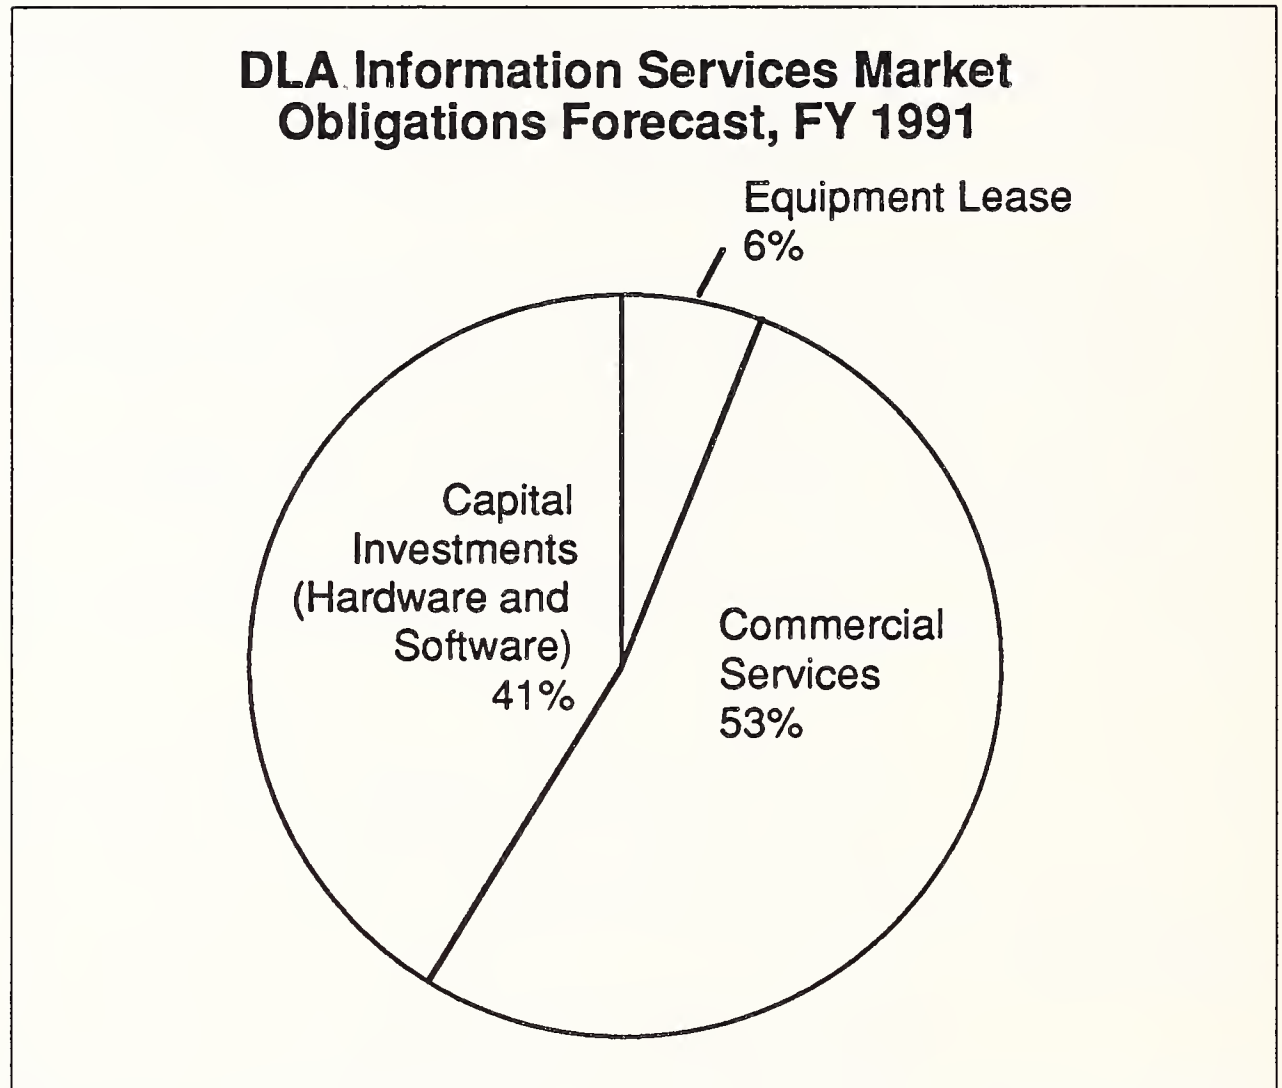 DLA Information Services Market
Obligations Forecast, FY 1991
Equipment Lease
6%
Capital
Investments
(Hardware and
Software)
41%
Commercial
Services
53%